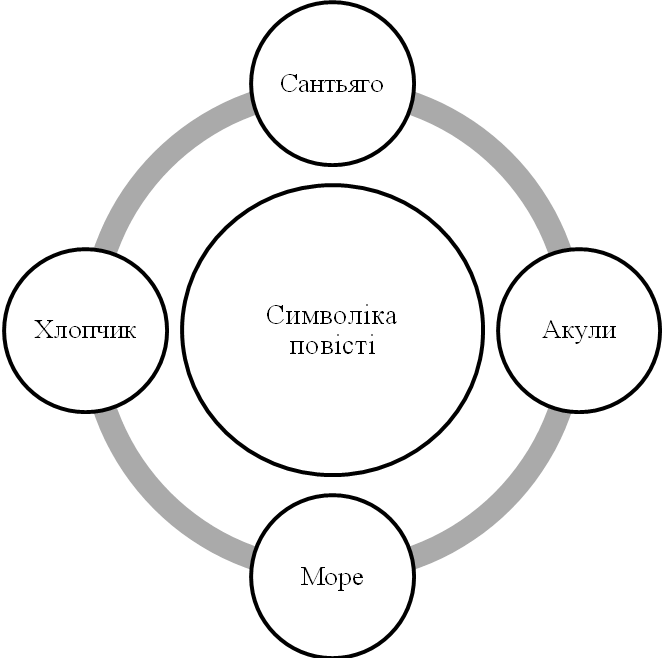 Сантьяго
Хлопчик
Символіка
повісті
Акули
Море